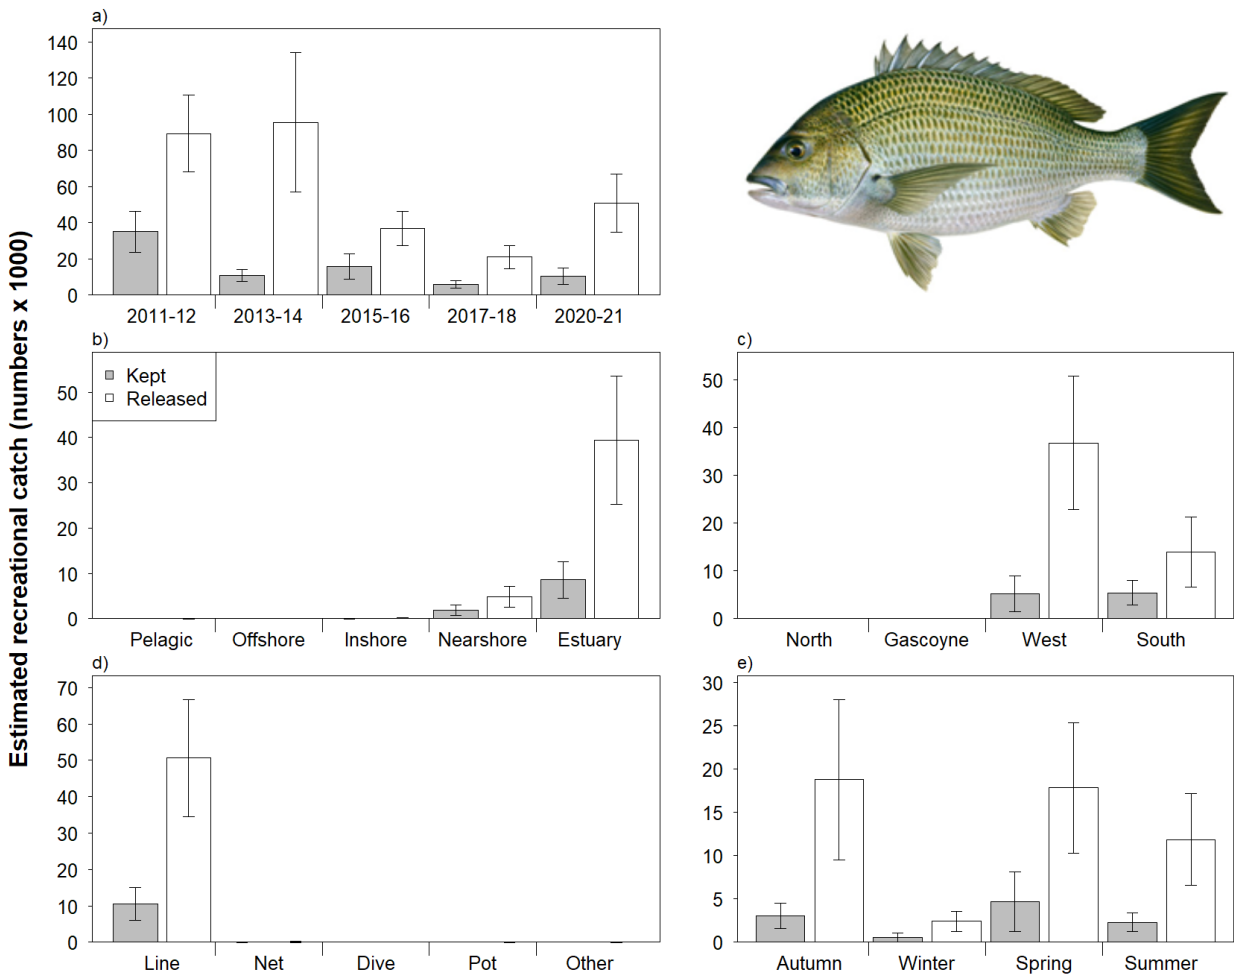 Estimated recreational catch (numbers x 1000)
a)
140
120
100
80
60
40
20
0
2011-12 2013-14 2015-16 2017-18 2020-21
b)
Kept
Released
50
40
30
20
10
0
Pelagic Offshore Inshore Nearshore Estuary
c)
50
40
30
20
10
0
North Gascoyne West South
d)
70
60
50
40
30
20
10
0
Line Net Dive Pot Other
e)
30
25
20
15
10
5
0
Autumn Winter Spring Summer